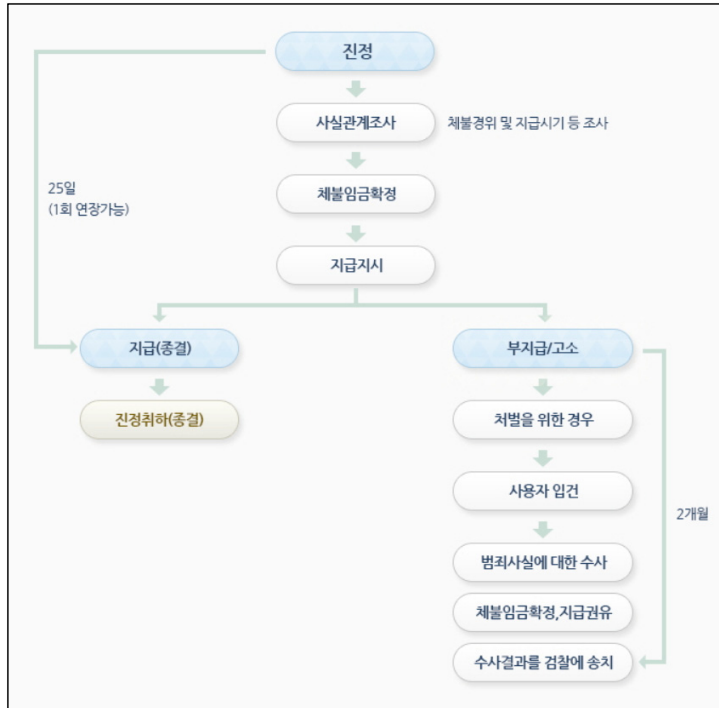 진정
사실관계조사
체불경위 및 지급시기 등 조사
25일
(1회 연장가능)
체불임금확정
지급지시
지급(종결)
부지급/고소
진정취하(종결)
처벌을 위한 경우
사용자 입건
2개월
범죄사실에 대한 수사
체불임금확정,지급권유
수사결과를 검찰에 송치